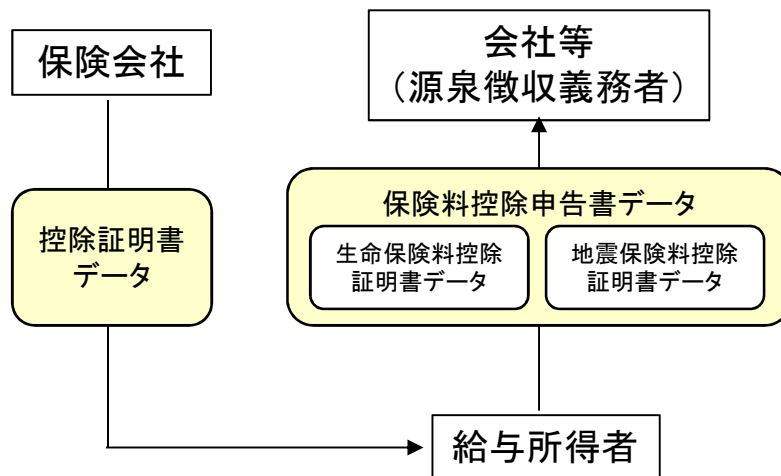 保険会社
会社等
（源泉徴収義務者）
控除証明書
データ
保険料控除申告書データ
生命保険料控除
証明書データ
地震保険料控除
証明書データ
給与所得者